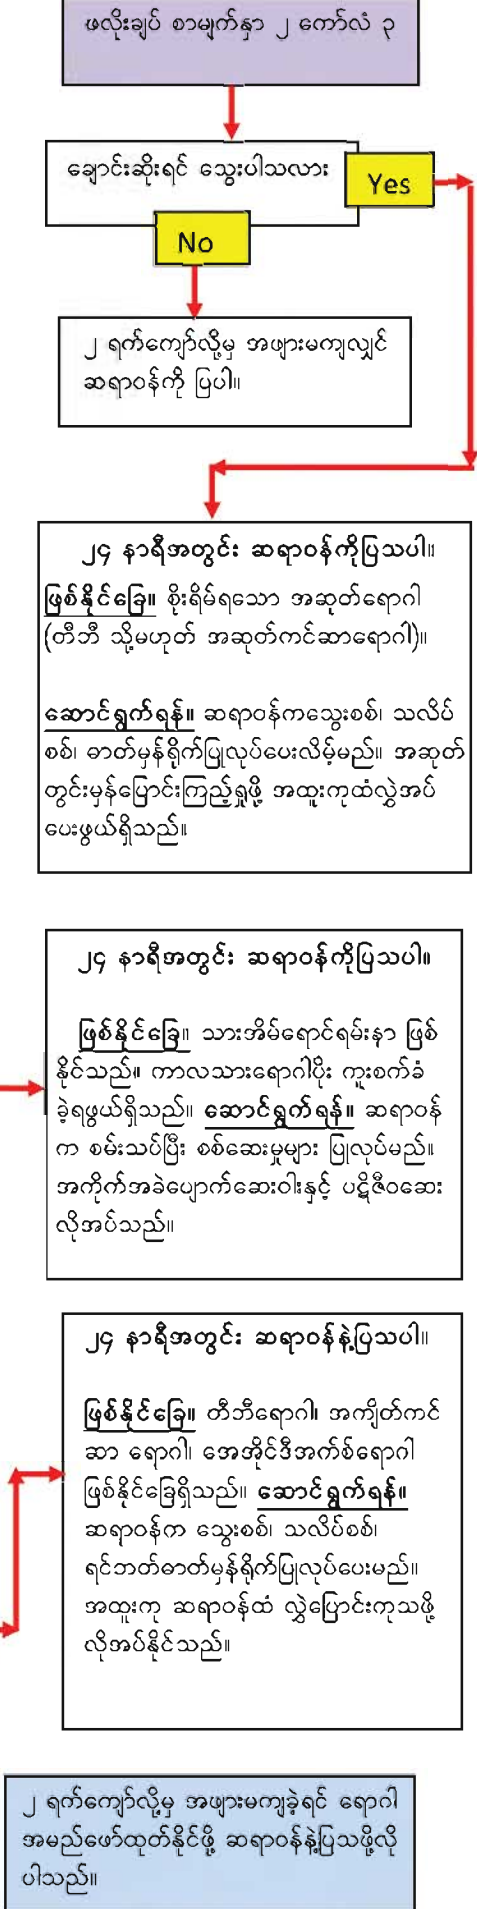 ဖလိုးချပ် စာမျက်နှာ ၂ ကော်လံ ၃
ချောင်းဆိုးရင် သွေးပါသလား
Yes
No
၂ ရက်ကျော်လို့မှ အဖျားမကျလျှင်
ဆရာဝန်ကို ပြပါ။
၂၄ နာရီအတွင်း ဆရာဝန်ကိုပြသပါ။
ဖြစ်နိုင်ခြေ။ စိုးရိမ်ရသော အဆုတ်ရောဂါ
(တီဘီ သို့မဟုတ် အဆုတ်ကင်ဆာရောဂါ)။
ဆောင်ရွက်ရန်။ ဆရာဝန်ကသွေးစစ်၊ သလိပ်
စစ်၊ ဓာတ်မှန်ရိုက်ပြုလုပ်ပေးလိမ့်မည်။ အဆုတ်
တွင်းမှန်ပြောင်းကြည့်ရှုဖို့ အထူးကုထံလွှဲအပ်
ပေးဖွယ်ရှိသည်။
၂၄ နာရီအတွင်း ဆရာဝန်ကိုပြသပါ။
ဖြစ်နိုင်ခြေ။ သားအိမ်ရောင်ရမ်းနာ ဖြစ်
နိုင်သည်။ ကာလသားရောဂါပိုး ကူးစက်ခံ
ခဲ့ရဖွယ်ရှိသည်။ ဆောင်ရွက်ရန်။ ဆရာဝန်
က စမ်းသပ်ပြီး စစ်ဆေးမှုများ ပြုလုပ်မည်။
အကိုက်အခဲပျောက်ဆေးဝါးနှင့် ပဋိဇီဝဆေး
လိုအပ်သည်။
၂၄ နာရီအတွင်း ဆရာဝန်နဲ့ပြသပါ။
ဖြစ်နိုင်ခြေ။ တီဘီရောဂါ၊ အကျိတ်ကင်
ဆာ ရောဂါ၊ အေအိုင်ဒီအက်စ်ရောဂါ
ဖြစ်နိုင်ခြေရှိသည်။ ဆောင်ရွက်ရန်။
ဆရာဝန်က သွေးစစ်၊ သလိပ်စစ်၊
ရင်ဘတ်ဓာတ်မှန်ရိုက်ပြုလုပ်ပေးမည်။
အထူးကု ဆရာဝန်ထံ လွှဲပြောင်းကုသဖို့
လိုအပ်နိုင်သည်။
၂ ရက်ကျော်လို့မှ အဖျားမကျခဲ့ရင် ရောဂါ
အမည်ဖော်ထုတ်နိုင်ဖို့ ဆရာဝန်နဲ့ပြသဖို့လို
ပါသည်။